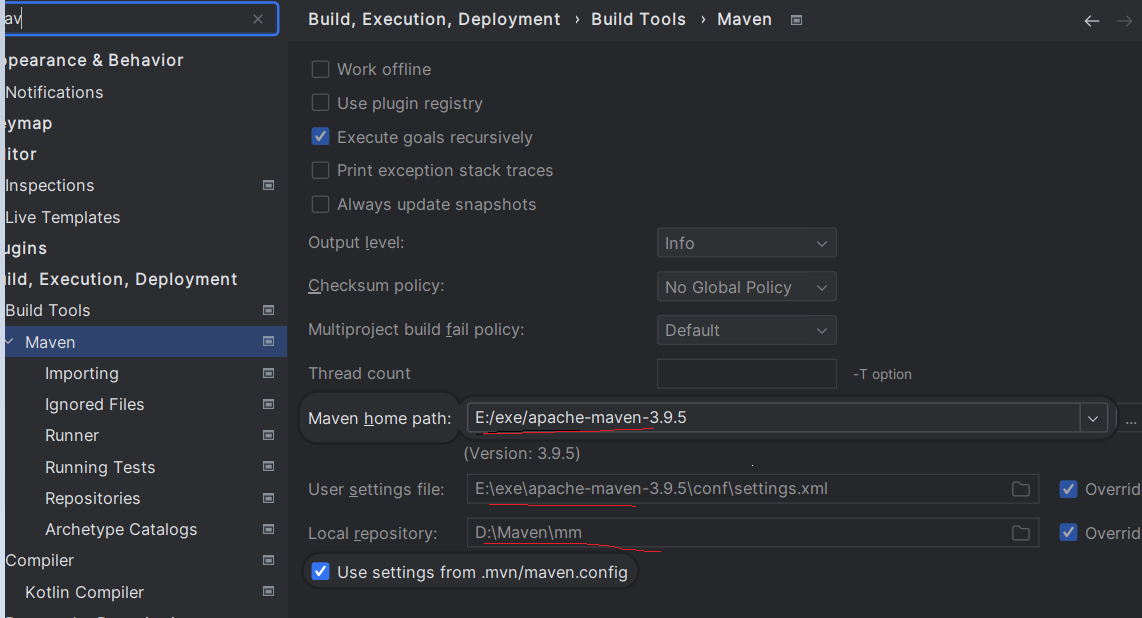 av
Build, Execution, Deployment › Build Tools › Maven
ppearance & Behavior
Notifications
eymap
itor
Inspections
Live Templates
ugins
ild, Execution, Deployment
Build Tools
Maven
Importing
Ignored Files
Runner
Running Tests
Repositories
Archetype Catalogs
Compiler
Kotlin Compiler
Work offline
Use plugin registry
Execute goals recursively
Print exception stack traces
Always update snapshots
Output level: Info
Checksum policy: No Global Policy
Multiproject build fail policy: Default
Thread count -T option
Maven home path: E:/exe/apache-maven-3.9.5 ...
(Version: 3.9.5)
User settings file: E:\exe\apache-maven-3.9.5\conf\settings.xml Overrid
Local repository: D:\Maven\mm Overrid
Use settings from .mvn/maven.config